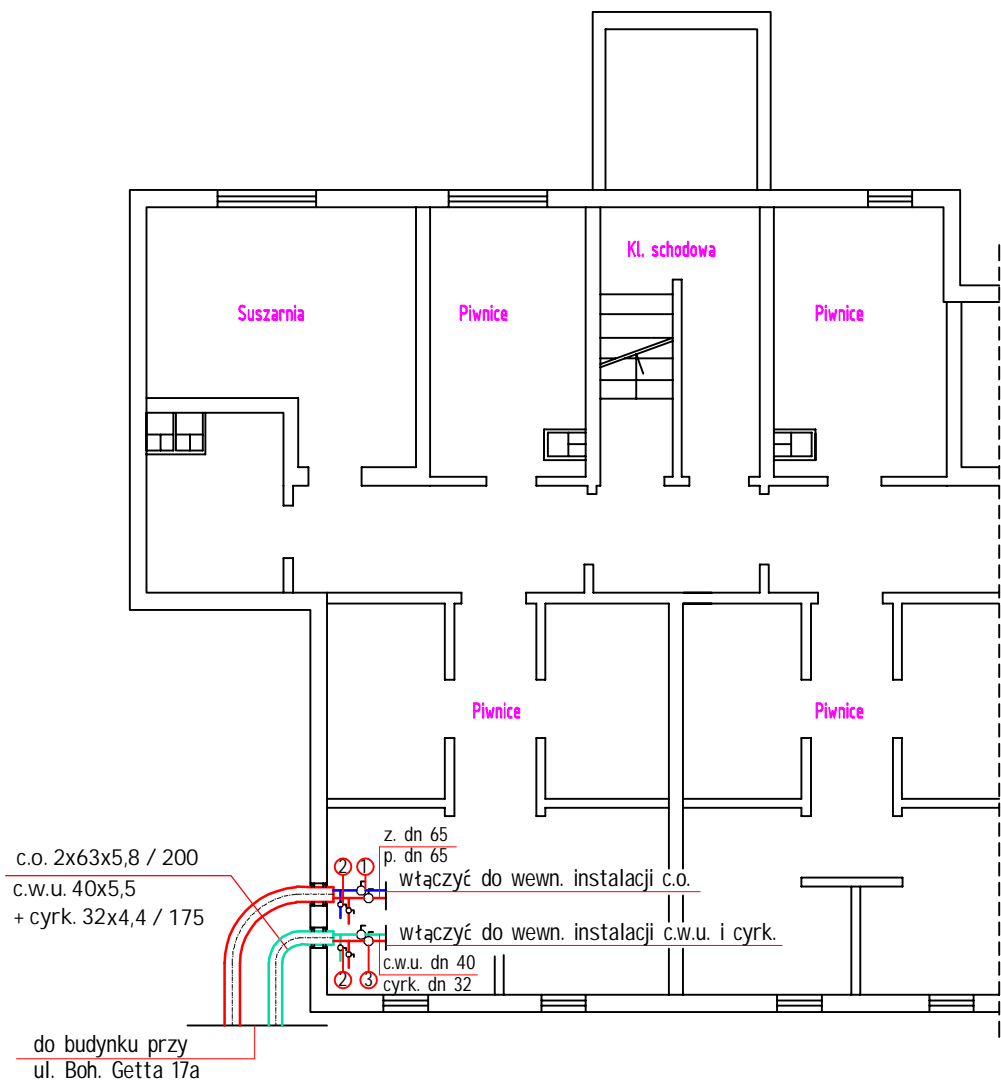 Kl. schodowa
Suszarnia
Piwnice
Piwnice
Piwnice
Piwnice
c.o. 2x63x5,8 / 200
c.w.u. 40x5,5
+ cyrk. 32x4,4 / 175
z. dn 65
p. dn 65
2
1
włączyć do wewn. instalacji c.o.
włączyć do wewn. instalacji c.w.u. i cyrk.
2
3
c.w.u. dn 40
cyrk. dn 32
do budynku przy
ul. Boh. Getta 17a